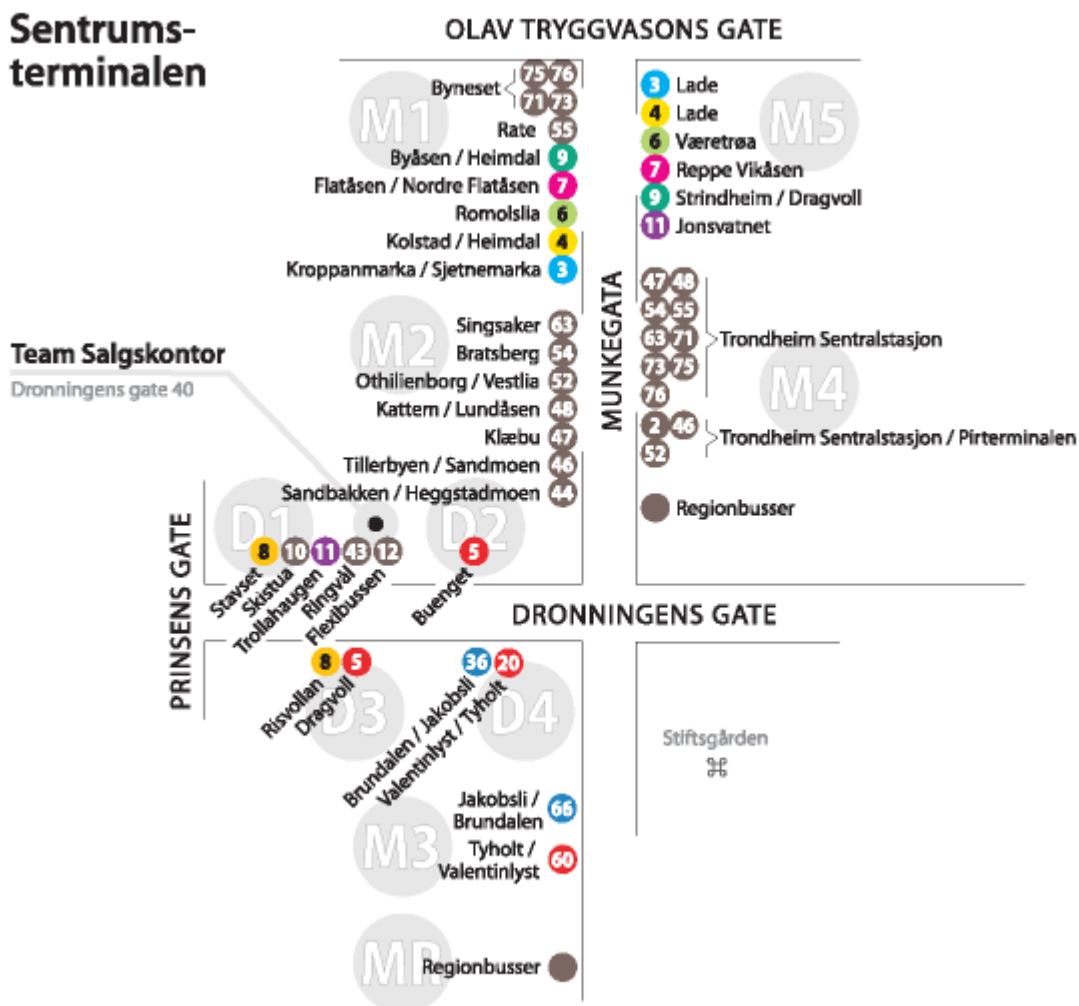 Sentrums-
terminalen
OLAV TRYGGVASONS GATE
M1
Byneset 75 76
71 73
Rate 55
Byåsen / Heimdal 9
Flatåsen / Nordre Flatåsen 7
Romolslia 6
Kolstad / Heimdal 4
Kroppanmarka / Sjetnemarka 3
M5
3 Lade
4 Lade
6 Væretrøa
7 Reppe Vikåsen
9 Strindheim / Dragvoll
11 Jonsvatnet
MUNKEGATA
M2
Singsaker 63
Bratsberg 54
Othilienborg / Vestlia 52
Kattem / Lundåsen 48
Klæbu 47
Tillerbyen / Sandmoen 46
Sandbakken / Heggstadmoen 44
M4
47 48
54 55
63 71 Trondheim Sentralstasjon
73 75
76
2 46 Trondheim Sentralstasjon / Pirterminalen
52
Regionbusser
Team Salgskontor
Dronningens gate 40
PRINSENS GATE
D1
8 Stavset
10 Skistua
11 Trollahaugen
43 Ringvål
12 Flexibussen
D2
5 Buenget
DRONNINGENS GATE
D3
8 Risvollan
5 Dragvoll
D4
36 Brundalen / Jakobsli
20 Valentinlyst / Tyholt
Stiftsgården
⌘
M3
Jakobsli /
Brundalen 66
Tyholt /
Valentinlyst 60
MR
Regionbusser